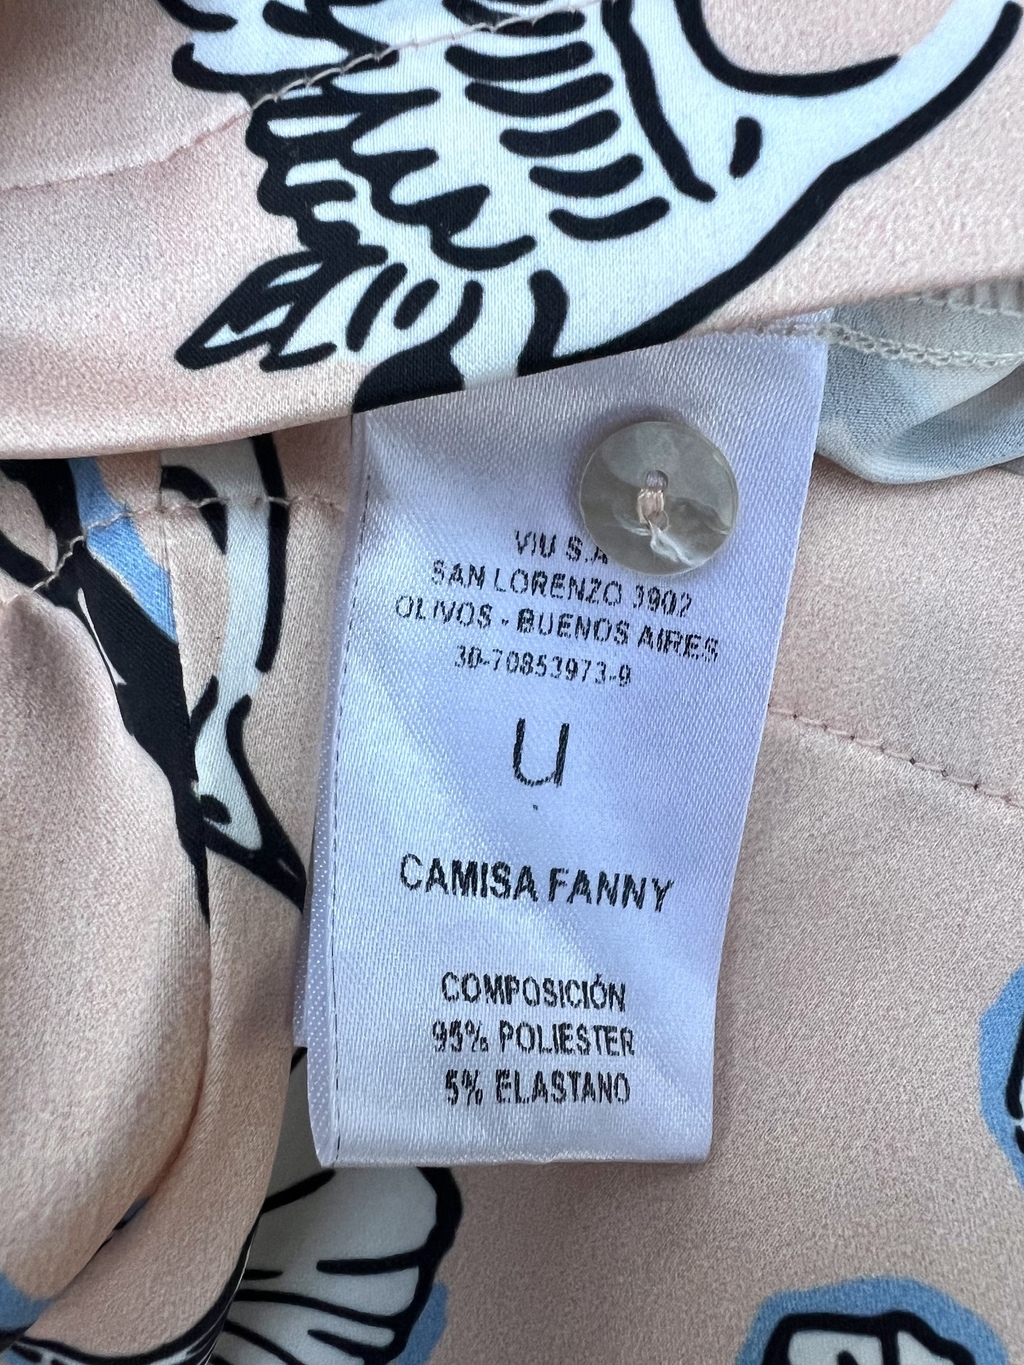 VIU S.A
SAN LORENZO 3902
OLIVOS - BUENOS AIRES
30-70853973-9
U
CAMISA FANNY
COMPOSICIÓN
95% POLIESTER
5% ELASTANO